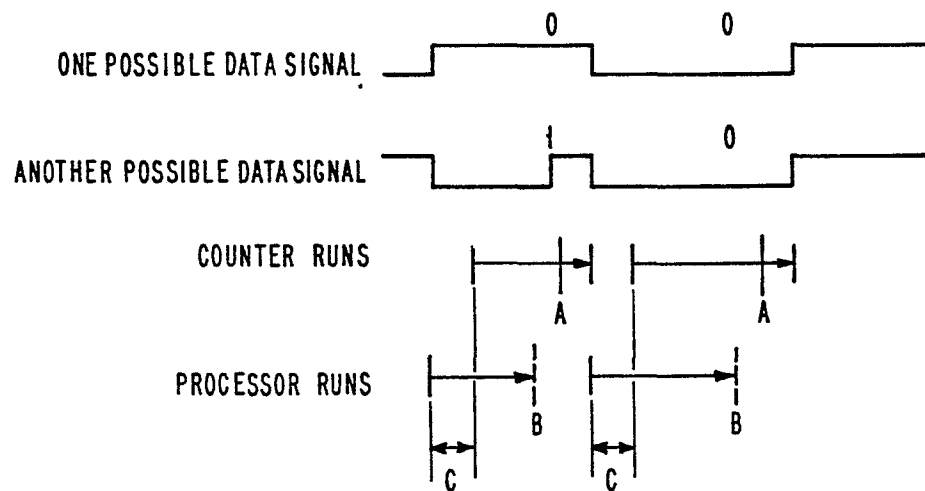 0 0
ONE POSSIBLE DATA SIGNAL
1 0
ANOTHER POSSIBLE DATA SIGNAL
COUNTER RUNS
A A
PROCESSOR RUNS
B B
C C